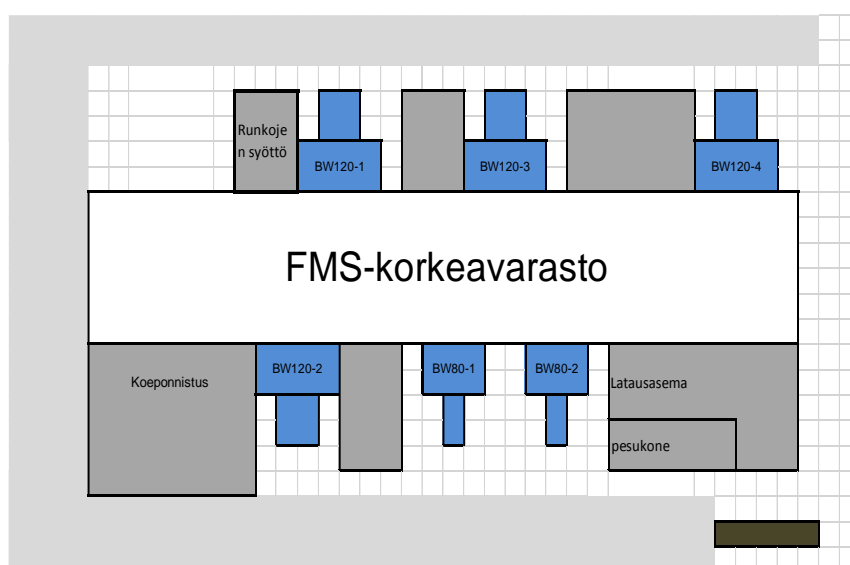 Runkoje
n syöttö
BW120-1
BW120-3
BW120-4
FMS-korkeavarasto
Koeponnistus
BW120-2
BW80-1
BW80-2
Latausasema
pesukone